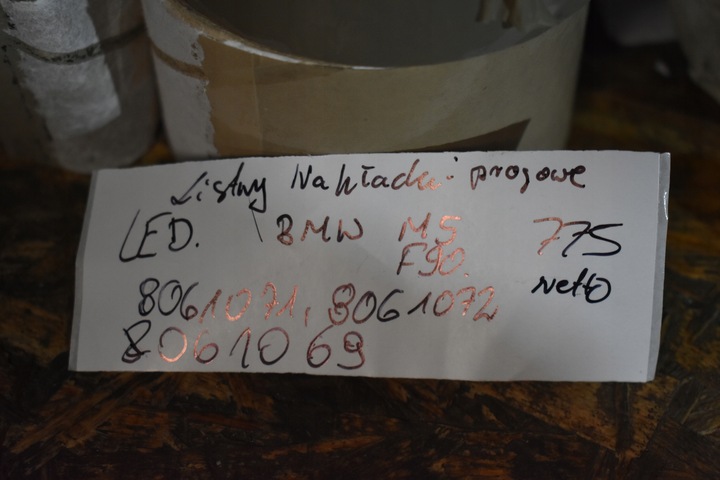 Listwy Nakładki progowe
LED. BMW M5 775
F90. netto
8061071, 8061072
8061069